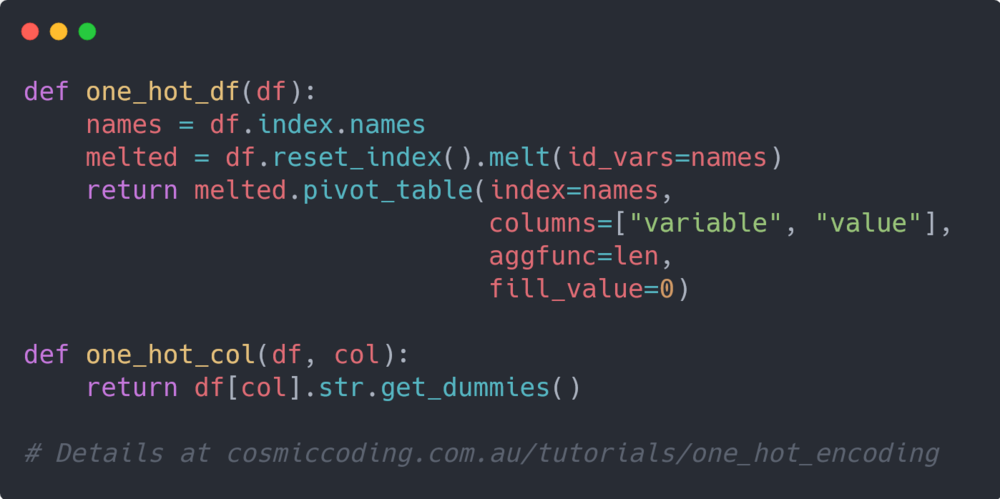 def one_hot_df(df):
    names = df.index.names
    melted = df.reset_index().melt(id_vars=names)
    return melted.pivot_table(index=names,
                              columns=["variable", "value"],
                              aggfunc=len,
                              fill_value=0)
def one_hot_col(df, col):
    return df[col].str.get_dummies()
# Details at cosmiccoding.com.au/tutorials/one_hot_encoding